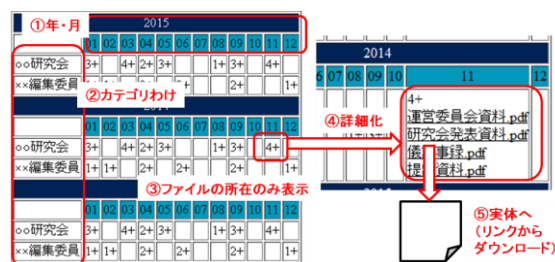 ①年・月
2015
01 02 03 04 05 06 07 08 09 10 11 12
○○研究会 3+ 4+ 2+ 3+ 1+ 3+ 4+
××編集委員 2+ 1+
②カテゴリわけ
01 02 03 04 05 06 07 08 09 10 11 12
○○研究会 3+ 4+ 2+ 3+ 1+ 3+ 4+
××編集委員 1+ 1+ 2+ 2+ 2+ 1+
③ファイルの所在のみ表示
01 02 03 04 05 06 07 08 09 10 11 12
○○研究会 3+ 4+ 2+ 3+ 1+ 3+ 4+
××編集委員 1+ 1+ 2+ 2+ 2+ 1+
2014
07 08 09 10 11 12
④詳細化
4+
運営委員会資料.pdf
研究会発表資料.pdf
事録.pdf
資料.pdf
⑤実体へ
(リンクから
ダウンロード)